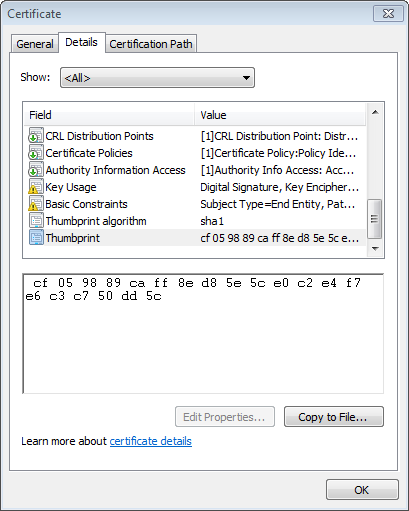 Certificate
General Details Certification Path
Show: <All>
Field Value
CRL Distribution Points [1]CRL Distribution Point: Distr...
Certificate Policies [1]Certificate Policy:Policy Ide...
Authority Information Access [1]Authority Info Access: Acc...
Key Usage Digital Signature, Key Encipher...
Basic Constraints Subject Type=End Entity, Pat...
Thumbprint algorithm sha1
Thumbprint cf 05 98 89 ca ff 8e d8 5e 5c e...
cf 05 98 89 ca ff 8e d8 5e 5c e0 c2 e4 f7
e6 c3 c7 50 dd 5c
Edit Properties... Copy to File...
Learn more about certificate details
OK